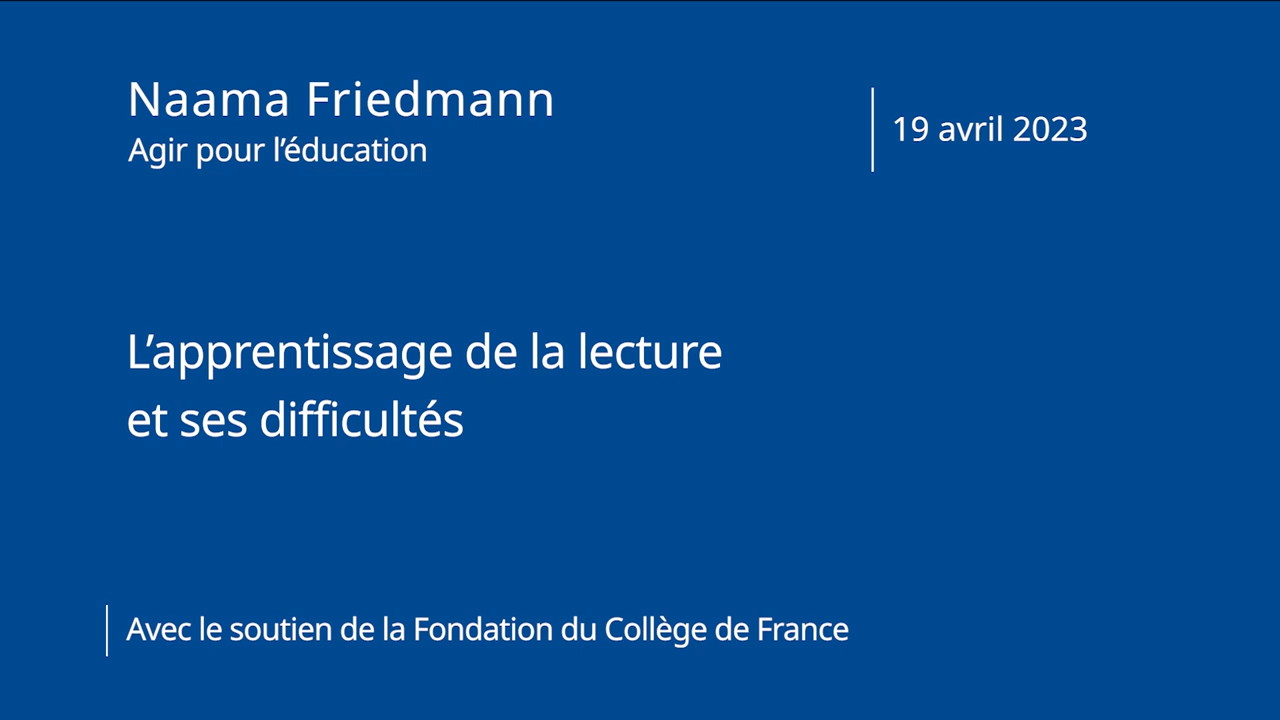 Naama Friedmann
Agir pour l’éducation
19 avril 2023
L’apprentissage de la lecture
et ses difficultés
Avec le soutien de la Fondation du Collège de France